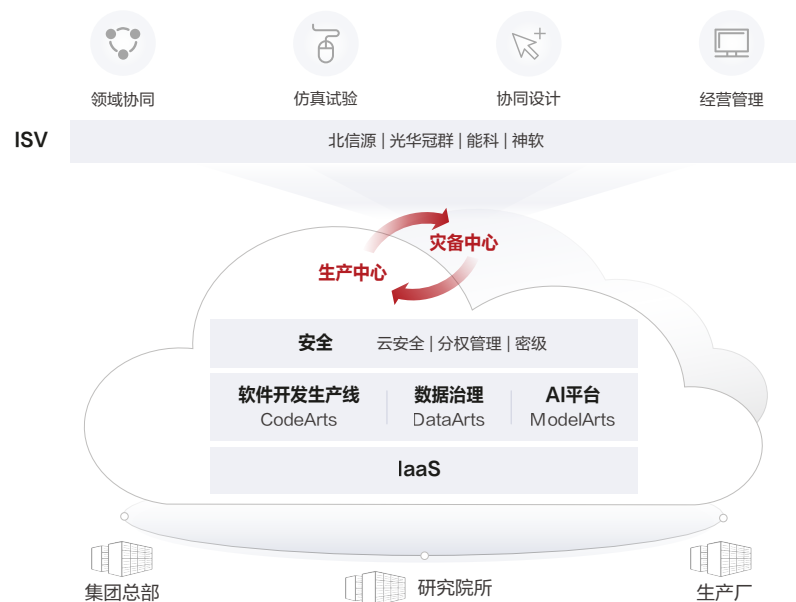 领域协同
仿真试验
协同设计
经营管理
ISV
北信源 | 光华冠群 | 能科 | 神软
灾备中心
生产中心
安全 云安全 | 分权管理 | 密级
软件开发生产线 数据治理 AI平台
CodeArts DataArts ModelArts
IaaS
集团总部
研究院所
生产厂